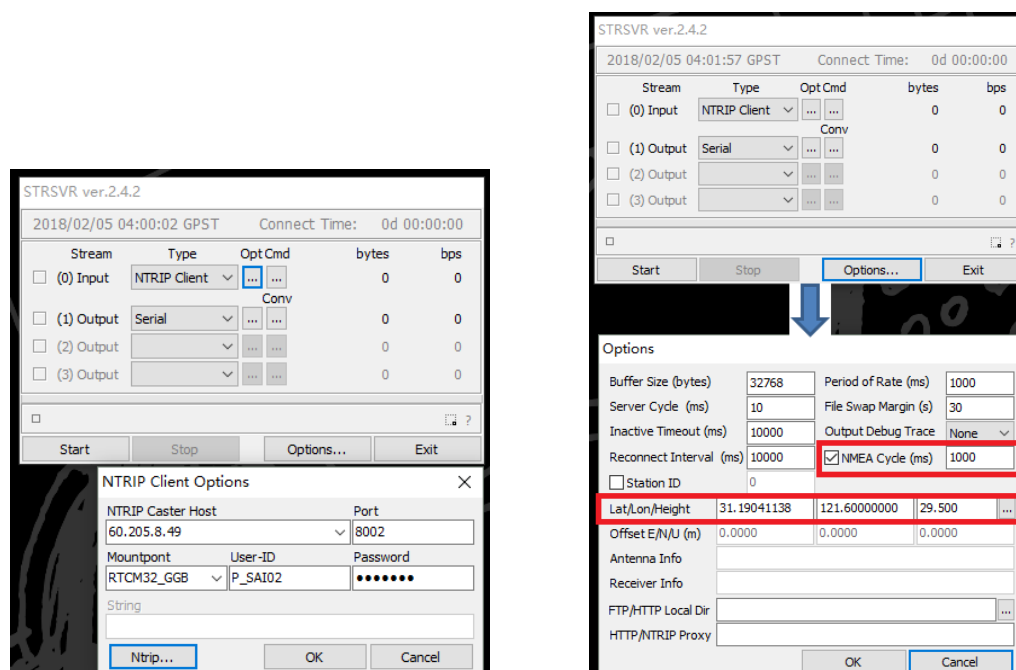 STRSVR ver.2.4.2
2018/02/05 04:00:02 GPST Connect Time: 0d 00:00:00
Stream Type Opt Cmd bytes bps
(0) Input NTRIP Client ... ... 0 0
Conv
(1) Output Serial ... ... 0 0
(2) Output ... ... 0 0
(3) Output ... ... 0 0
?
Start Stop Options... Exit
NTRIP Client Options
NTRIP Caster Host Port
60.205.8.49 8002
Mountpont User-ID Password
RTCM32_GGB P_SAI02 •••••••
String
Ntrip... OK Cancel
STRSVR ver.2.4.2
2018/02/05 04:01:57 GPST Connect Time: 0d 00:00:00
Stream Type Opt Cmd bytes bps
(0) Input NTRIP Client ... ... 0 0
Conv
(1) Output Serial ... ... 0 0
(2) Output ... ... 0 0
(3) Output ... ... 0 0
?
Start Stop Options... Exit
Options
Buffer Size (bytes) 32768 Period of Rate (ms) 1000
Server Cycle (ms) 10 File Swap Margin (s) 30
Inactive Timeout (ms) 10000 Output Debug Trace None
Reconnect Interval (ms) 10000 NMEA Cycle (ms) 1000
Station ID 0
Lat/Lon/Height 31.19041138 121.60000000 29.500 ...
Offset E/N/U (m) 0.0000 0.0000 0.0000
Antenna Info
Receiver Info
FTP/HTTP Local Dir ...
HTTP/NTRIP Proxy
OK Cancel